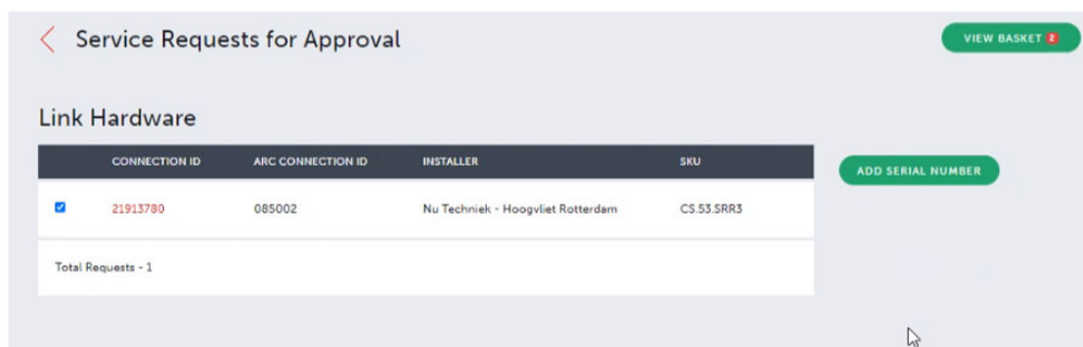 Service Requests for Approval
VIEW BASKET 2
Link Hardware
CONNECTION ID ARC CONNECTION ID INSTALLER SKU
ADD SERIAL NUMBER
21913780 085002 Nu Techniek - Hoogvliet Rotterdam CS.53.SRR3
Total Requests - 1